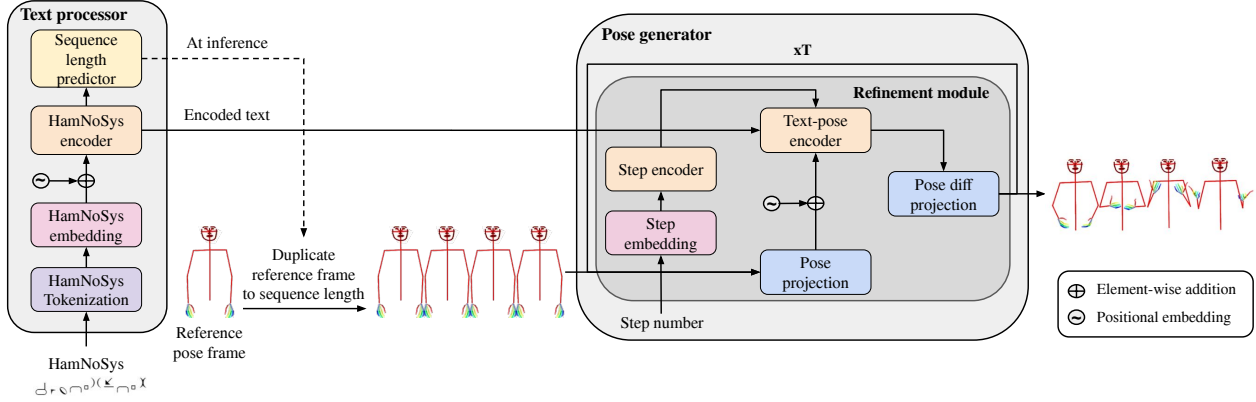 Text processor
Sequence
length
predictor
HamNoSys
encoder
HamNoSys
embedding
HamNoSys
Tokenization
HamNoSys
At inference
Encoded text
Reference
pose frame
Duplicate
reference frame
to sequence length
Pose generator
xT
Refinement module
Text-pose
encoder
Step encoder
Step
embedding
Step number
Pose
projection
Pose diff
projection
Element-wise addition
Positional embedding